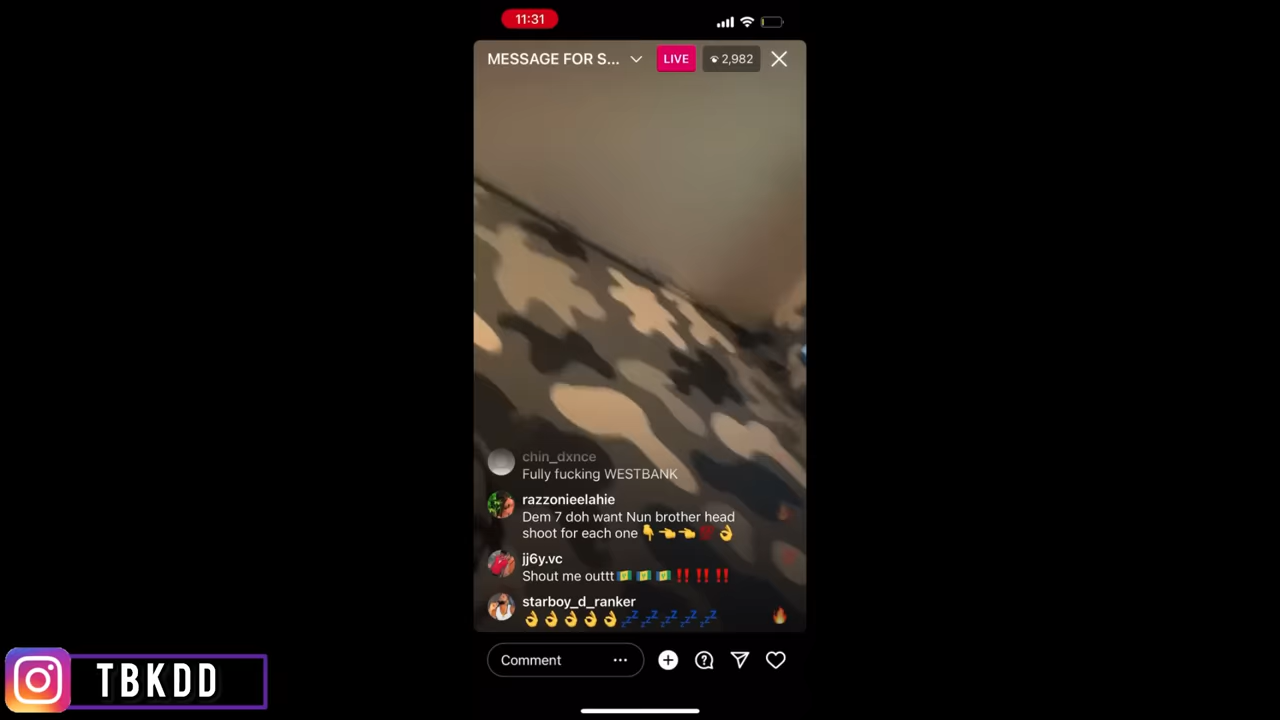 11:31
MESSAGE FOR S...
LIVE
2,982
chin_dxnce
Fully fucking WESTBANK
razzonieelahie
Dem 7 doh want Nun brother head
shoot for each one 👇👈👈💯👌
jj6y.vc
Shout me outtt🇻🇨🇻🇨🇻🇨‼️‼️‼️
starboy_d_ranker
👌👌👌👌👌💤💤💤💤💤
Comment
TBKDD